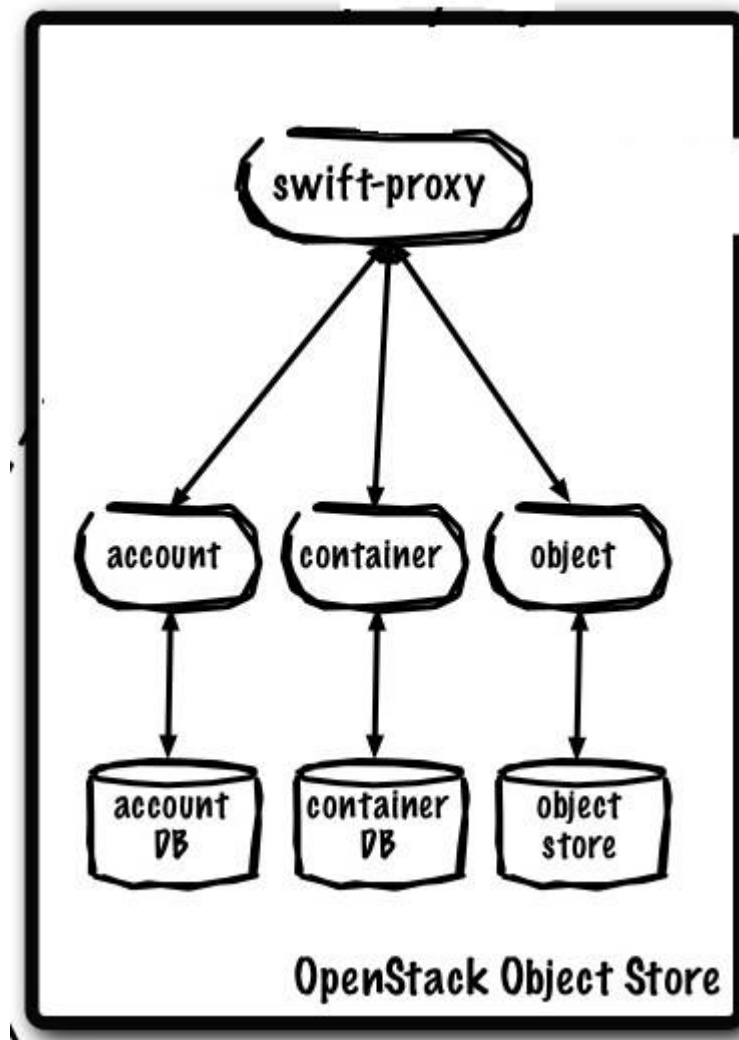 swift-proxy
account
container
object
account
DB
container
DB
object
store
OpenStack Object Store